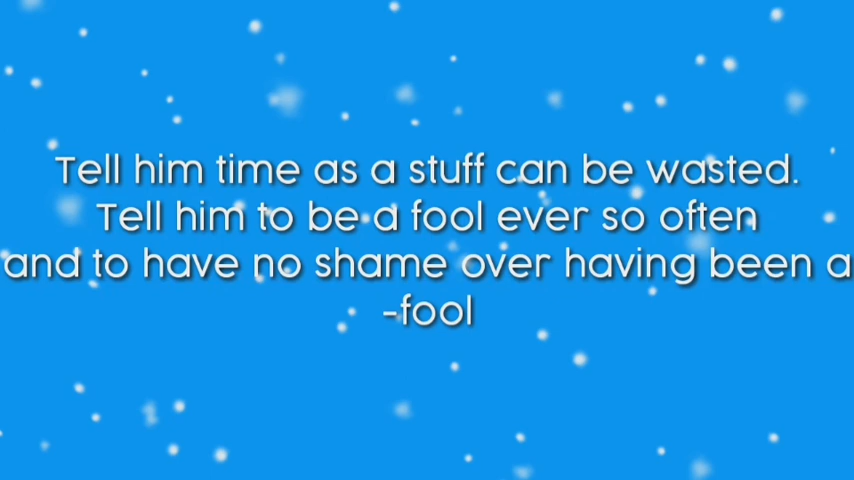 Tell him time as a stuff can be wasted.
Tell him to be a fool ever so often
and to have no shame over having been a
-fool